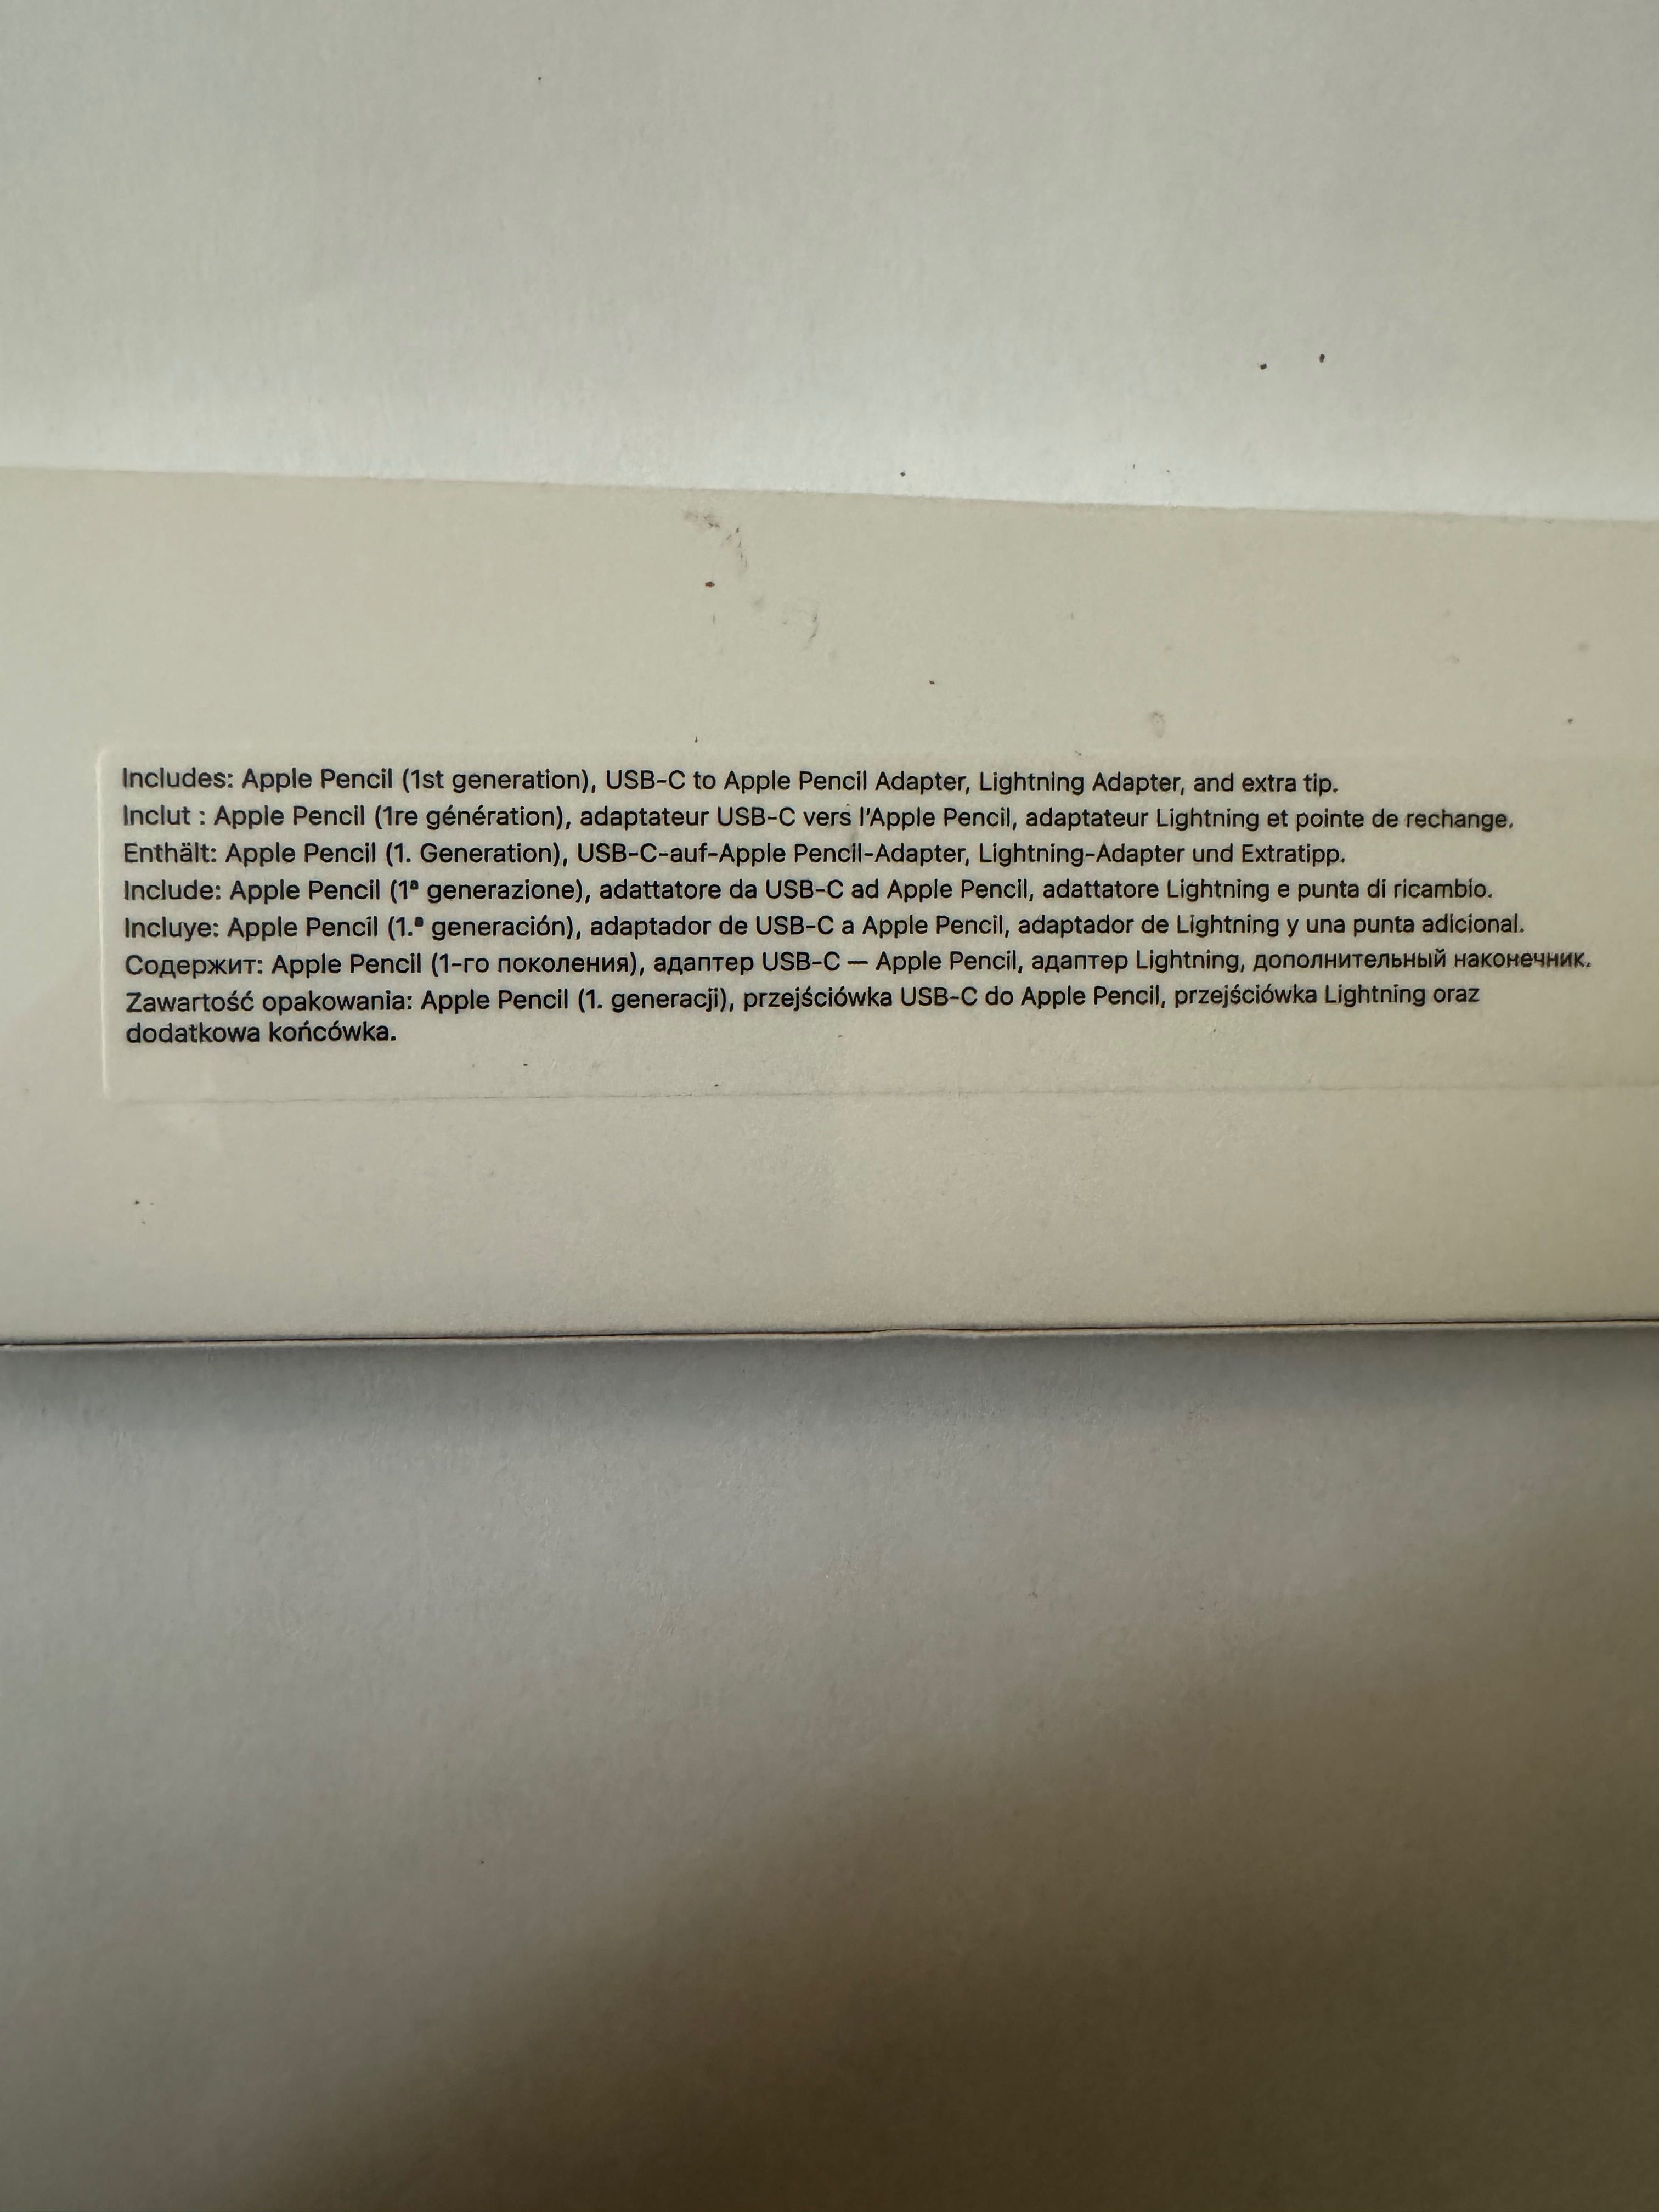 Includes: Apple Pencil (1st generation), USB-C to Apple Pencil Adapter, Lightning Adapter, and extra tip.
Inclut : Apple Pencil (1re génération), adaptateur USB-C vers l’Apple Pencil, adaptateur Lightning et pointe de rechange.
Enthält: Apple Pencil (1. Generation), USB-C-auf-Apple Pencil-Adapter, Lightning-Adapter und Extratipp.
Include: Apple Pencil (1ª generazione), adattatore da USB-C ad Apple Pencil, adattatore Lightning e punta di ricambio.
Incluye: Apple Pencil (1.ª generación), adaptador de USB-C a Apple Pencil, adaptador de Lightning y una punta adicional.
Содержит: Apple Pencil (1-го поколения), адаптер USB-C — Apple Pencil, адаптер Lightning, дополнительный наконечник.
Zawartość opakowania: Apple Pencil (1. generacji), przejściówka USB-C do Apple Pencil, przejściówka Lightning oraz
dodatkowa końcówka.